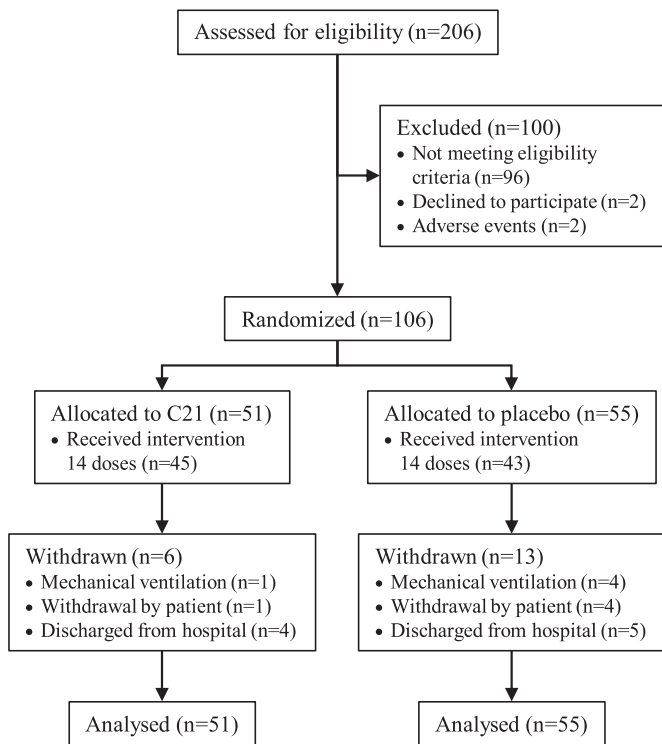 Assessed for eligibility (n=206)
Excluded (n=100)
• Not meeting eligibility
criteria (n=96)
• Declined to participate (n=2)
• Adverse events (n=2)
Randomized (n=106)
Allocated to C21 (n=51)
• Received intervention
14 doses (n=45)
Allocated to placebo (n=55)
• Received intervention
14 doses (n=43)
Withdrawn (n=6)
• Mechanical ventilation (n=1)
• Withdrawal by patient (n=1)
• Discharged from hospital (n=4)
Withdrawn (n=13)
• Mechanical ventilation (n=4)
• Withdrawal by patient (n=4)
• Discharged from hospital (n=5)
Analysed (n=51)
Analysed (n=55)